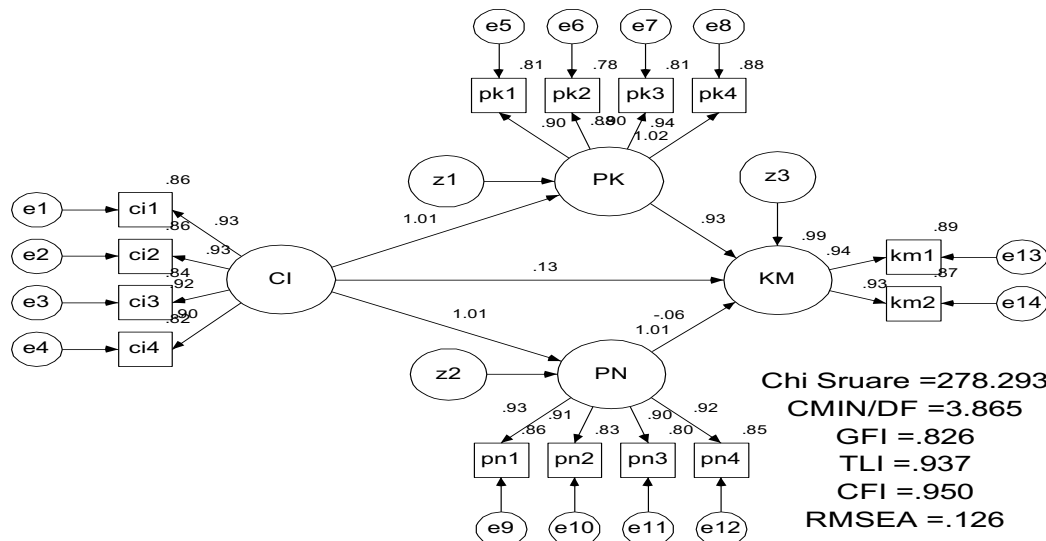 e5 e6 e7 e8
.81 .78 .81 .88
pk1 pk2 pk3 pk4
.90 .90 .94
1.02
z1 PK z3
.86
e1 ci1
.93 1.01 .93
.86 .99 .89
.94 km1 e13
e2 ci2 .93
.84 .13 .87
CI KM
.92 .93 km2 e14
e3 ci3
.90
.82 1.01 -.06
1.01
e4 ci4
z2 PN
.93 .91 .90 .92
.86 .83 .80 .85
pn1 pn2 pn3 pn4
e9 e10 e11 e12
Chi Sruare =278.293
CMIN/DF =3.865
GFI =.826
TLI =.937
CFI =.950
RMSEA =.126